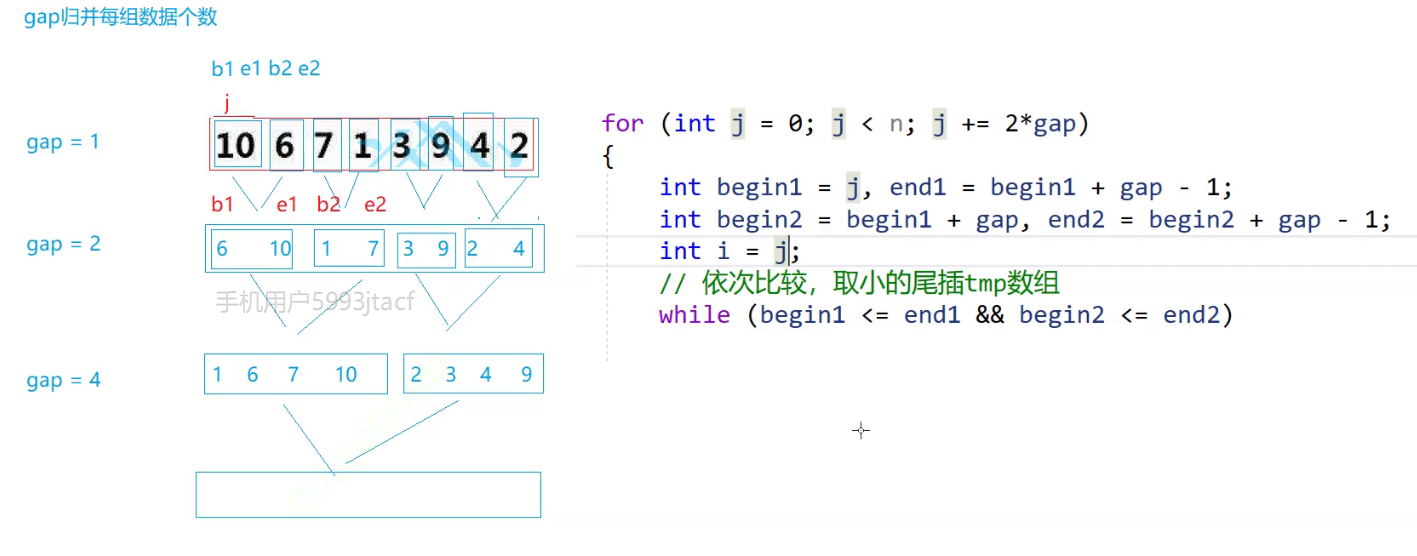 gap归并每组数据个数
b1 e1 b2 e2
j
gap = 1
10 6 7 1 3 9 4 2
b1 e1 b2 e2
gap = 2
6 10 1 7 3 9 2 4
手机用户5993jtacf
gap = 4
1 6 7 10 2 3 4 9
for (int j = 0; j < n; j += 2*gap)
{
int begin1 = j, end1 = begin1 + gap - 1;
int begin2 = begin1 + gap, end2 = begin2 + gap - 1;
int i = j;
// 依次比较，取小的尾插tmp数组
while (begin1 <= end1 && begin2 <= end2)